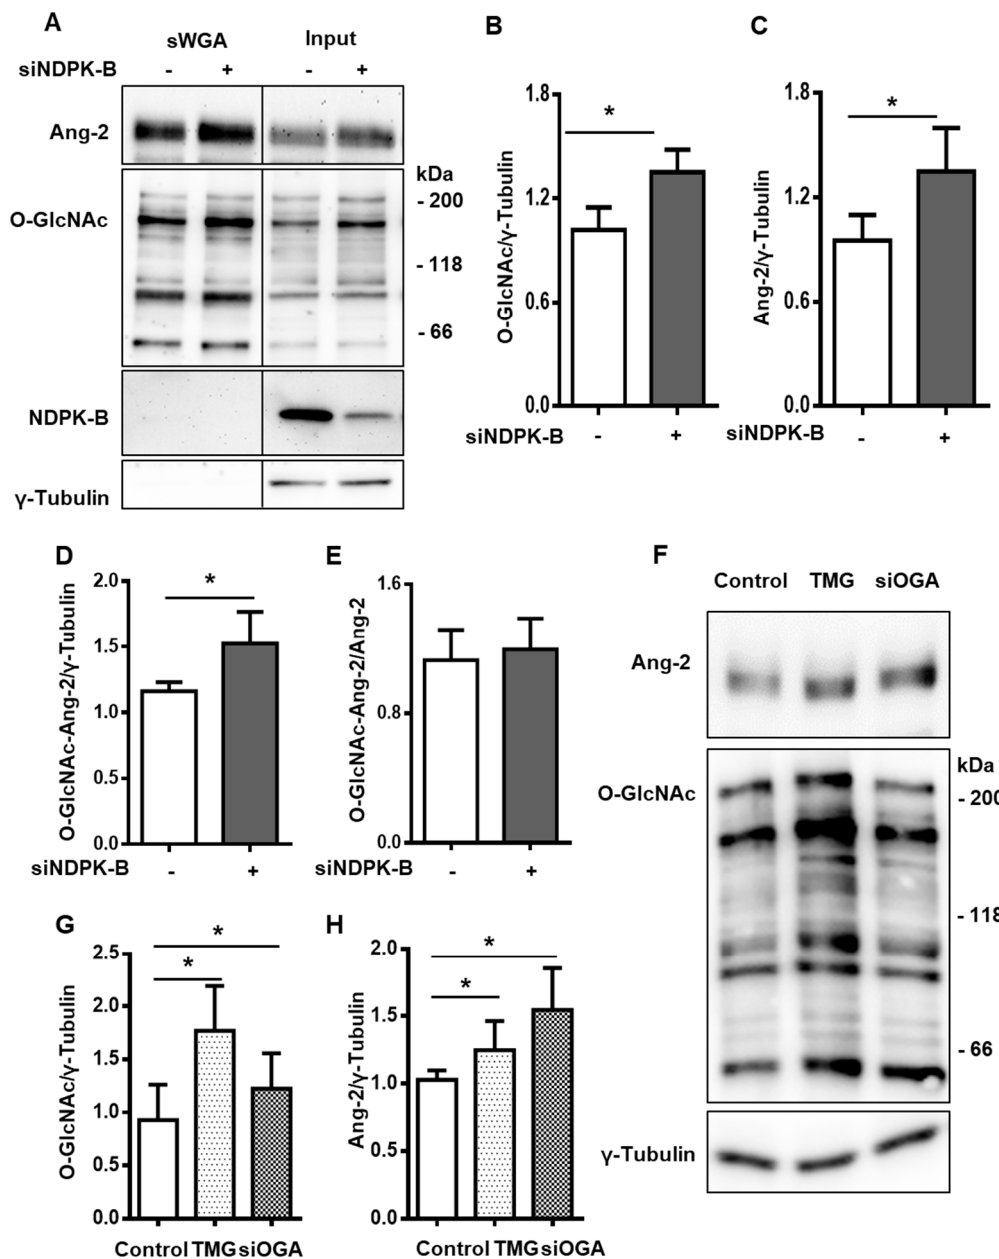 A
sWGA Input
siNDPK-B - + - +
Ang-2
kDa
- 200
O-GlcNAc
- 118
- 66
NDPK-B
γ-Tubulin
B
O-GlcNAc/γ-Tubulin
1.8
1.2
0.6
0.0
*
siNDPK-B - +
C
Ang-2/γ-Tubulin
1.8
1.2
0.6
0.0
*
siNDPK-B - +
D
O-GlcNAc-Ang-2/γ-Tubulin
2.0
1.5
1.0
0.5
0.0
*
siNDPK-B - +
E
O-GlcNAc-Ang-2/Ang-2
1.6
0.8
0.0
siNDPK-B - +
F
Control TMG siOGA
Ang-2
kDa
O-GlcNAc
- 200
- 118
- 66
γ-Tubulin
G
O-GlcNAc/γ-Tubulin
2.5
2.0
1.5
1.0
0.5
0.0
*
*
Control TMG siOGA
H
Ang-2/γ-Tubulin
2.0
1.5
1.0
0.5
0.0
*
*
Control TMG siOGA